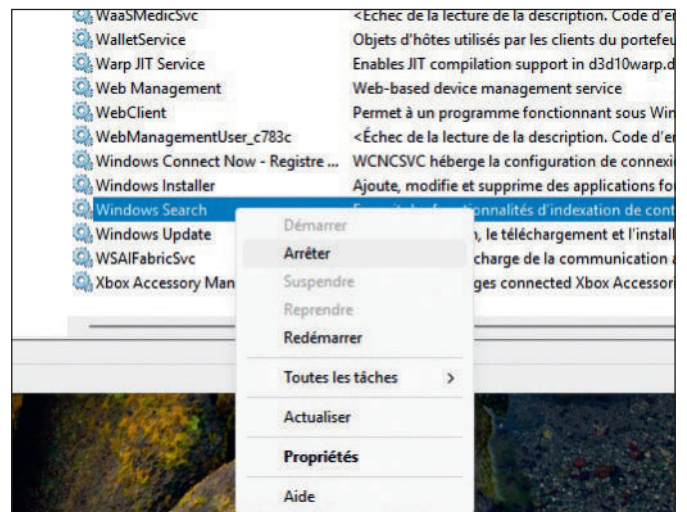 WaaSMedicSvc <Échec de la lecture de la description. Code d'er
WalletService Objets d'hôtes utilisés par les clients du portefeu
Warp JIT Service Enables JIT compilation support in d3d10warp.d
Web Management Web-based device management service
WebClient Permet à un programme fonctionnant sous Win
WebManagementUser_c783c <Échec de la lecture de la description. Code d'er
Windows Connect Now - Registre ... WCNCSVC héberge la configuration de connexi
Windows Installer Ajoute, modifie et supprime des applications fo
Windows Search tionnalités d'indexation de cont
Windows Update , le téléchargement et l'install
WSAIFabricSvc charge de la communication a
Xbox Accessory Man ges connected Xbox Accessori
Démarrer
Arrêter
Suspendre
Reprendre
Redémarrer
Toutes les tâches >
Actualiser
Propriétés
Aide